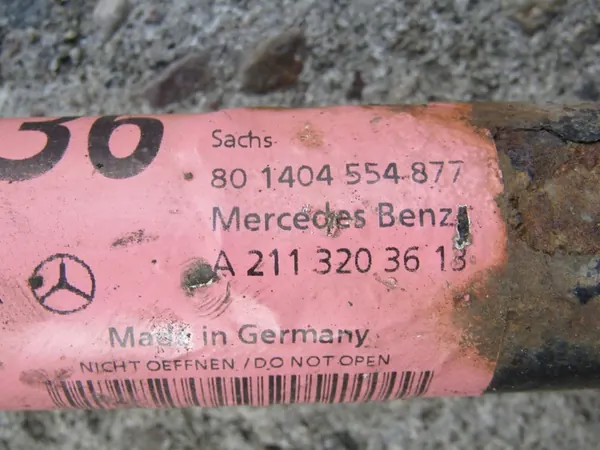 36
Sachs
80 1404 554 877
Mercedes Benz
A 211 320 36 13
Made in Germany
NICHT OEFFNEN / DO NOT OPEN